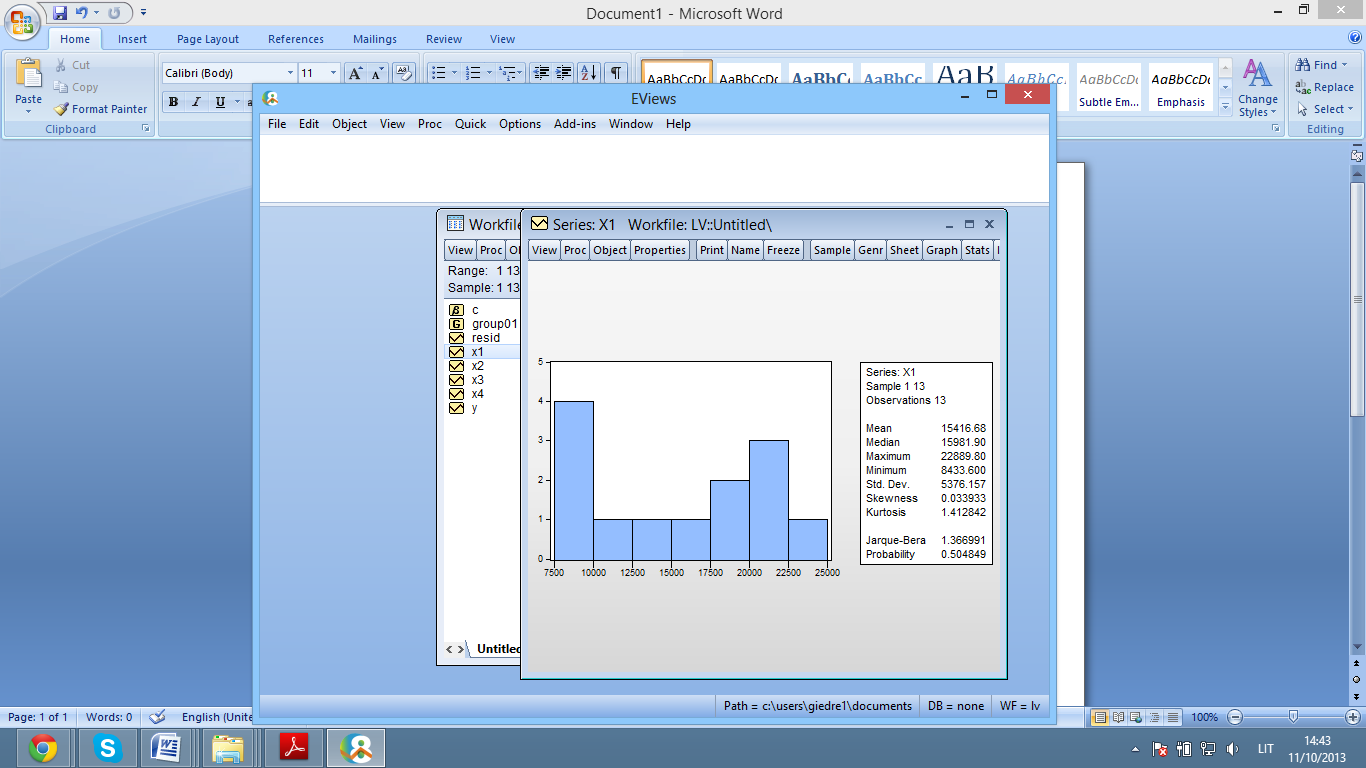 Document1 - Microsoft Word
Home Insert Page Layout References Mailings Review View
Paste
Cut
Copy
Format Painter
Clipboard
Calibri (Body) 11
B I U
AaBbCcDc AaBbCcDc AaBbC AaBbCc AaB AaBbCc. AaBbCcDc AaBbCcDc
Subtle Em... Emphasis
Change
Styles
Find
Replace
Select
Editing
EViews
File Edit Object View Proc Quick Options Add-ins Window Help
Workfile
View Proc
Range: 1 13
Sample: 1 13
c
group01
resid
x1
x2
x3
x4
y
Untitled
Series: X1 Workfile: LV::Untitled\
View Proc Object Properties Print Name Freeze Sample Genr Sheet Graph Stats
5
4
3
2
1
0
7500 10000 12500 15000 17500 20000 22500 25000
Series: X1
Sample 1 13
Observations 13
Mean 15416.68
Median 15981.90
Maximum 22889.80
Minimum 8433.600
Std. Dev. 5376.157
Skewness 0.033933
Kurtosis 1.412842
Jarque-Bera 1.366991
Probability 0.504849
Path = c:\users\giedre1\documents DB = none WF = lv
Page: 1 of 1 Words: 0 English (Unite
100%
LIT
14:43
11/10/2013